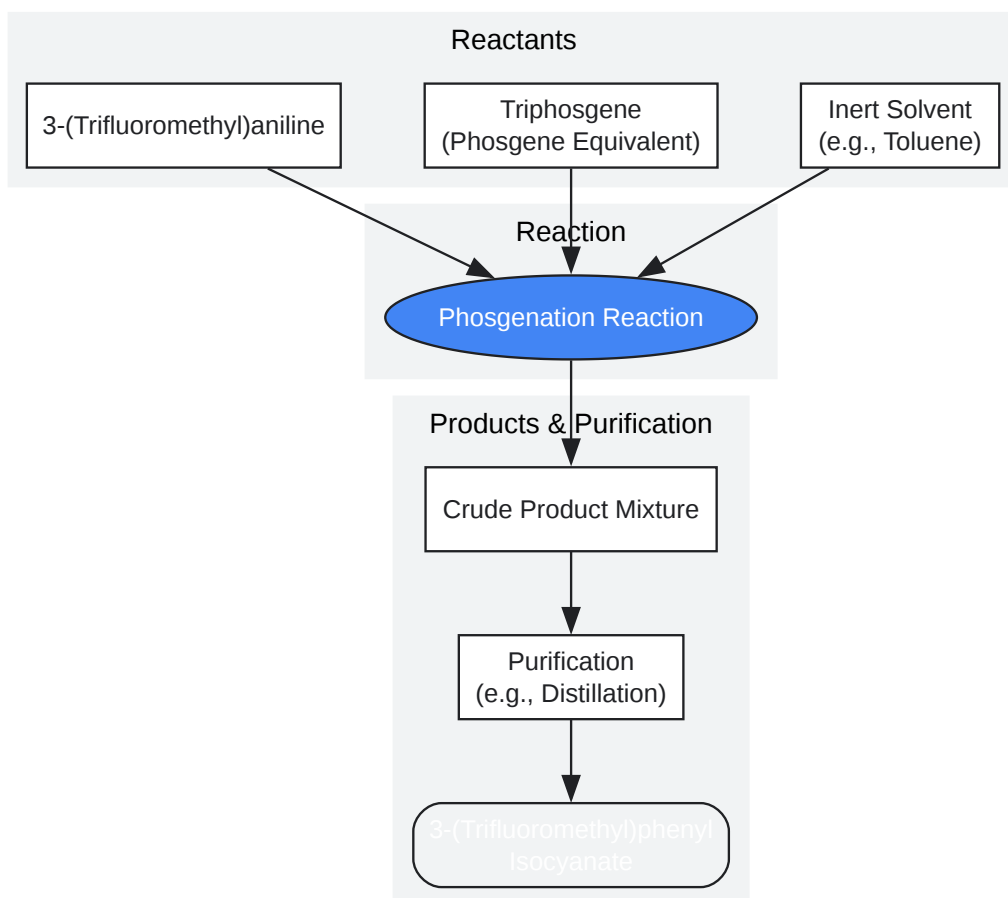 Reactants
3-(Trifluoromethyl)aniline
Triphosgene
(Phosgene Equivalent)
Inert Solvent
(e.g., Toluene)
Reaction
Phosgenation Reaction
Products & Purification
Crude Product Mixture
Purification
(e.g., Distillation)
3-(Trifluoromethyl)phenyl
Isocyanate